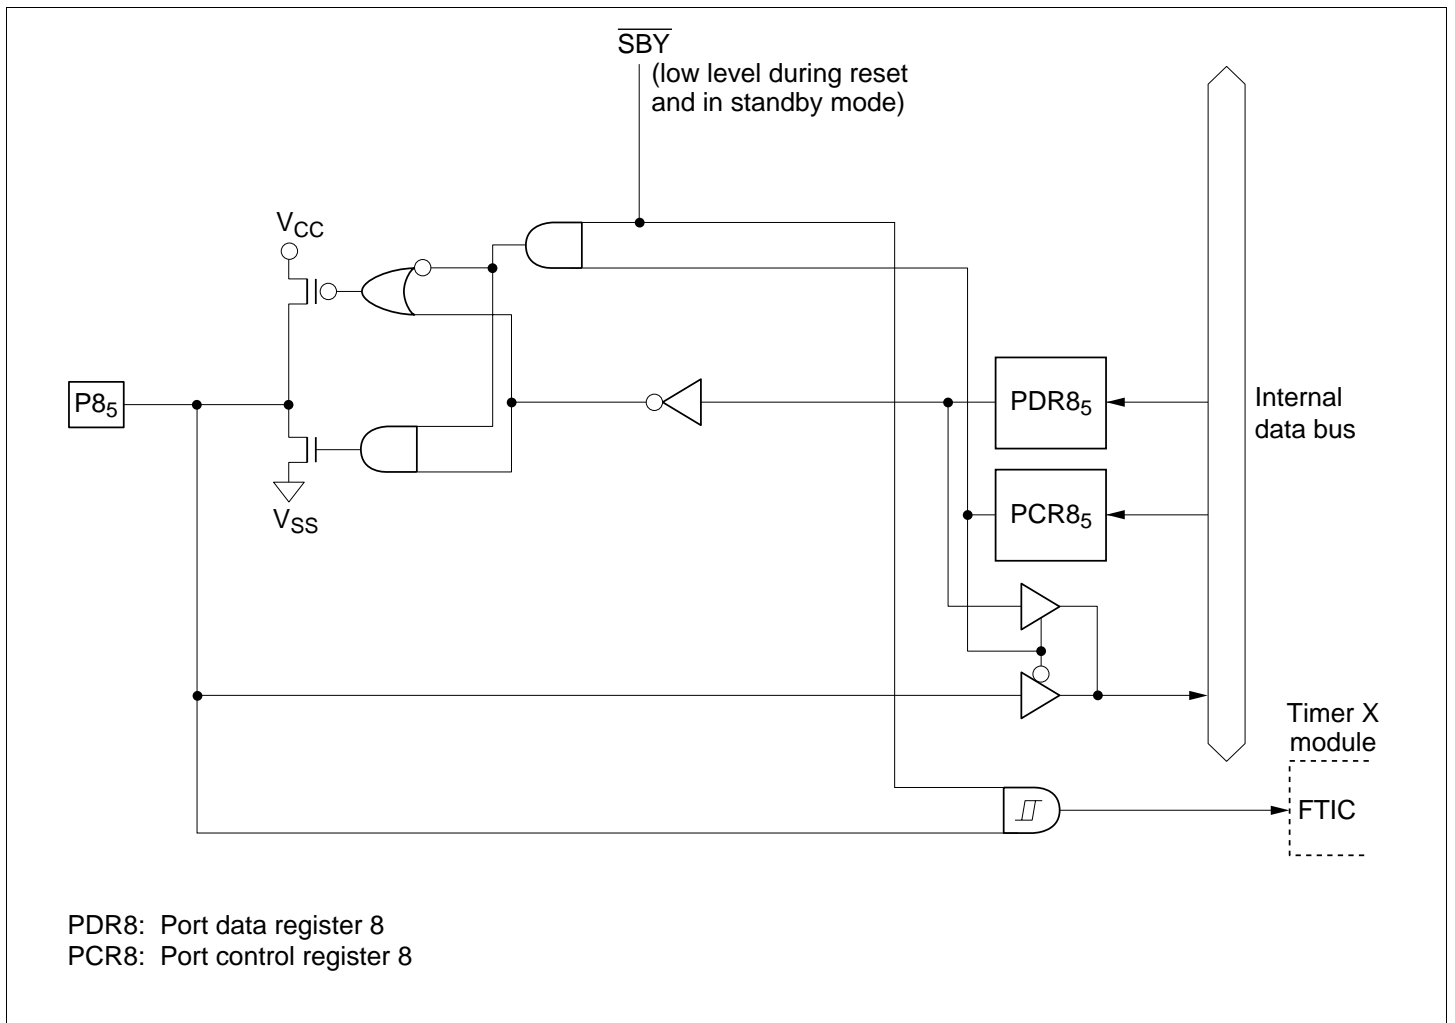 SBY
(low level during reset
and in standby mode)
VCC
P85
VSS
PDR85
PCR85
Internal
data bus
Timer X
module
FTIC
PDR8: Port data register 8
PCR8: Port control register 8